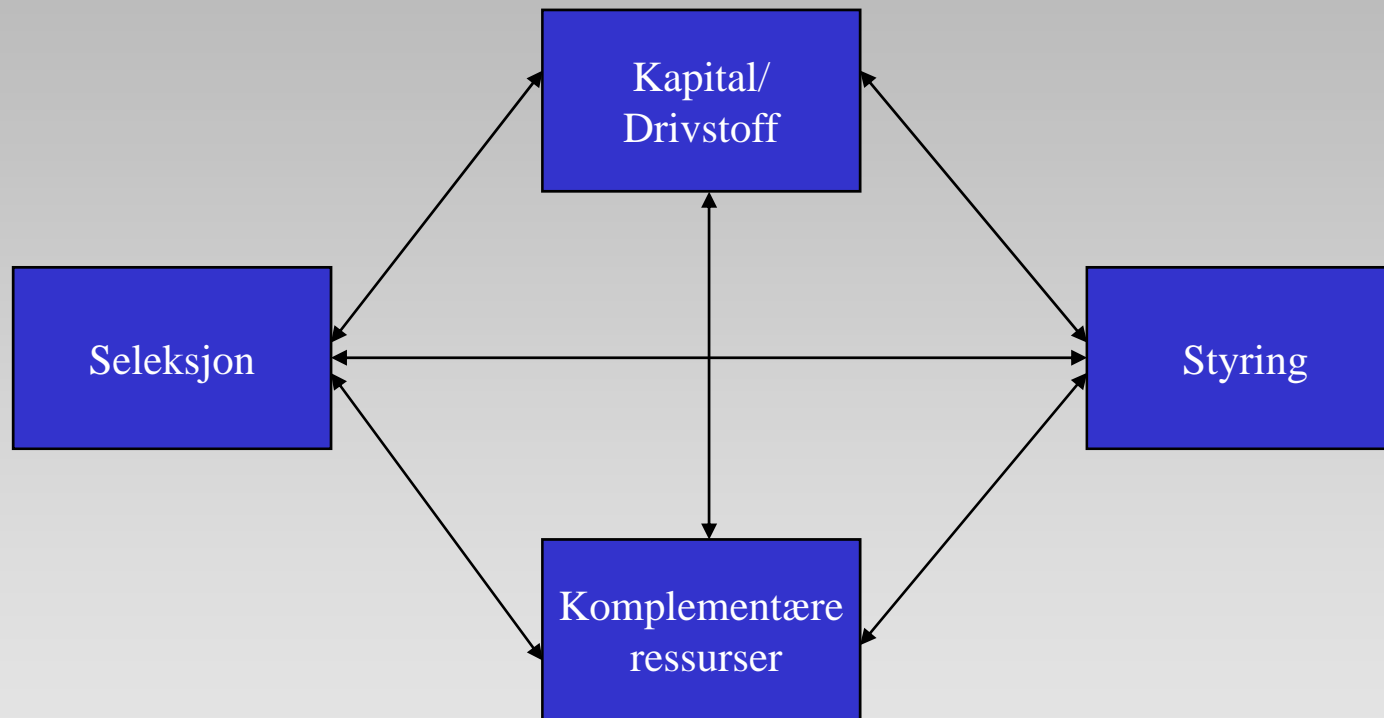 Kapital/
Drivstoff
Seleksjon
Styring
Komplementære
ressurser